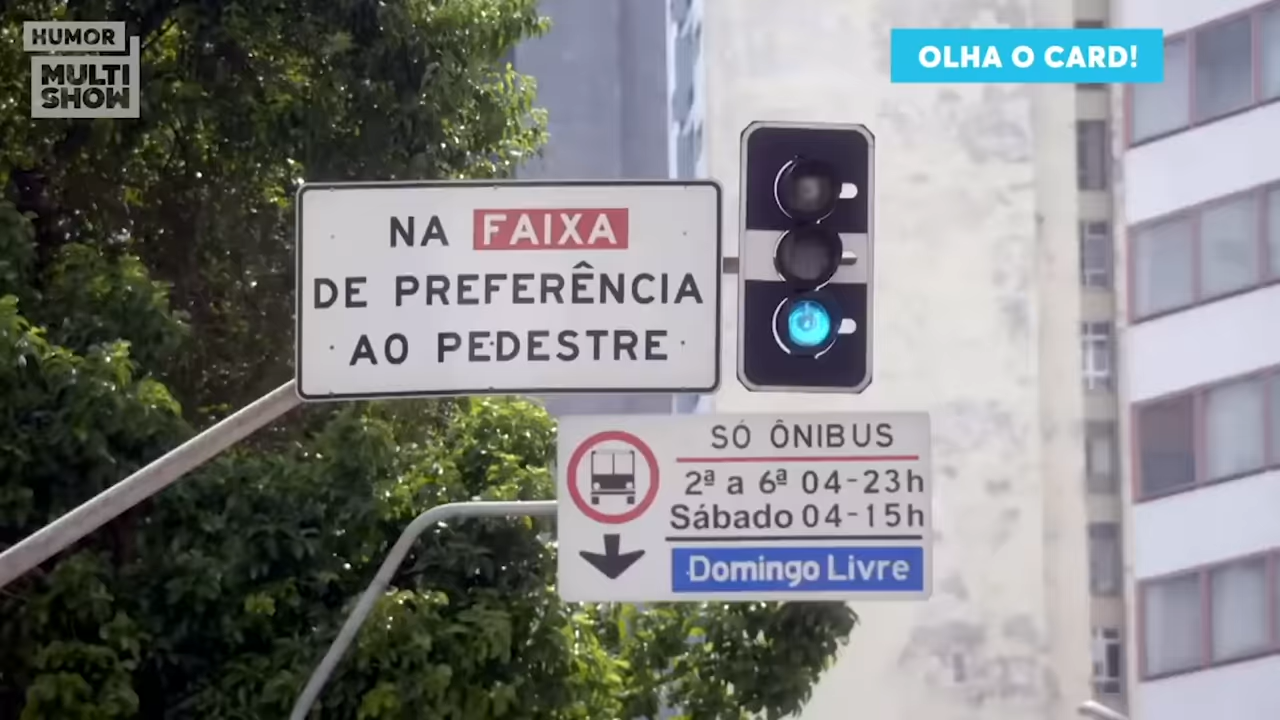 HUMOR
MULTI
SHOW
OLHA O CARD!
NA FAIXA
DE PREFERÊNCIA
AO PEDESTRE
SÓ ÔNIBUS
2ª a 6ª 04-23h
Sábado 04-15h
Domingo Livre